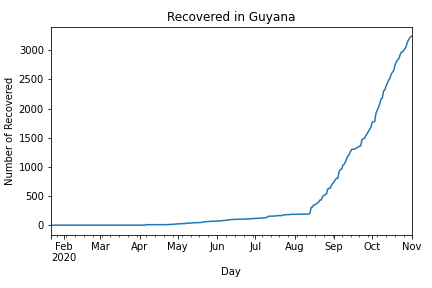 Recovered in Guyana
Number of Recovered
3000
2500
2000
1500
1000
500
0
Feb Mar Apr May Jun Jul Aug Sep Oct Nov
2020
Day